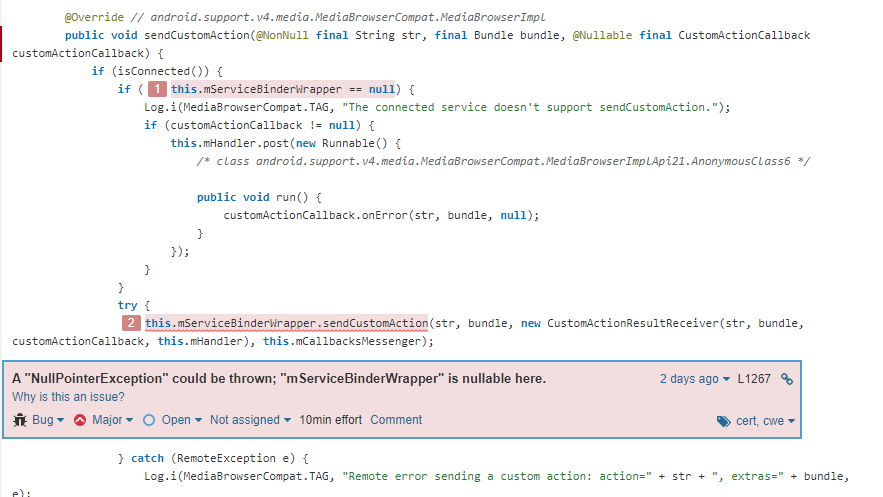 @Override // android.support.v4.media.MediaBrowserCompat.MediaBrowserImpl
public void sendCustomAction(@NonNull final String str, final Bundle bundle, @Nullable final CustomActionCallback
customActionCallback) {
if (isConnected()) {
if ( 1 this.mServiceBinderWrapper == null) {
Log.i(MediaBrowserCompat.TAG, "The connected service doesn't support sendCustomAction.");
if (customActionCallback != null) {
this.mHandler.post(new Runnable() {
/* class android.support.v4.media.MediaBrowserCompat.MediaBrowserImplApi21.AnonymousClass6 */
public void run() {
customActionCallback.onError(str, bundle, null);
}
});
}
}
try {
2 this.mServiceBinderWrapper.sendCustomAction(str, bundle, new CustomActionResultReceiver(str, bundle,
customActionCallback, this.mHandler), this.mCallbacksMessenger);
A "NullPointerException" could be thrown; "mServiceBinderWrapper" is nullable here. 2 days ago L1267
Why is this an issue?
Bug Major Open Not assigned 10min effort Comment cert, cwe
} catch (RemoteException e) {
Log.i(MediaBrowserCompat.TAG, "Remote error sending a custom action: action=" + str + ", extras=" + bundle,
e);